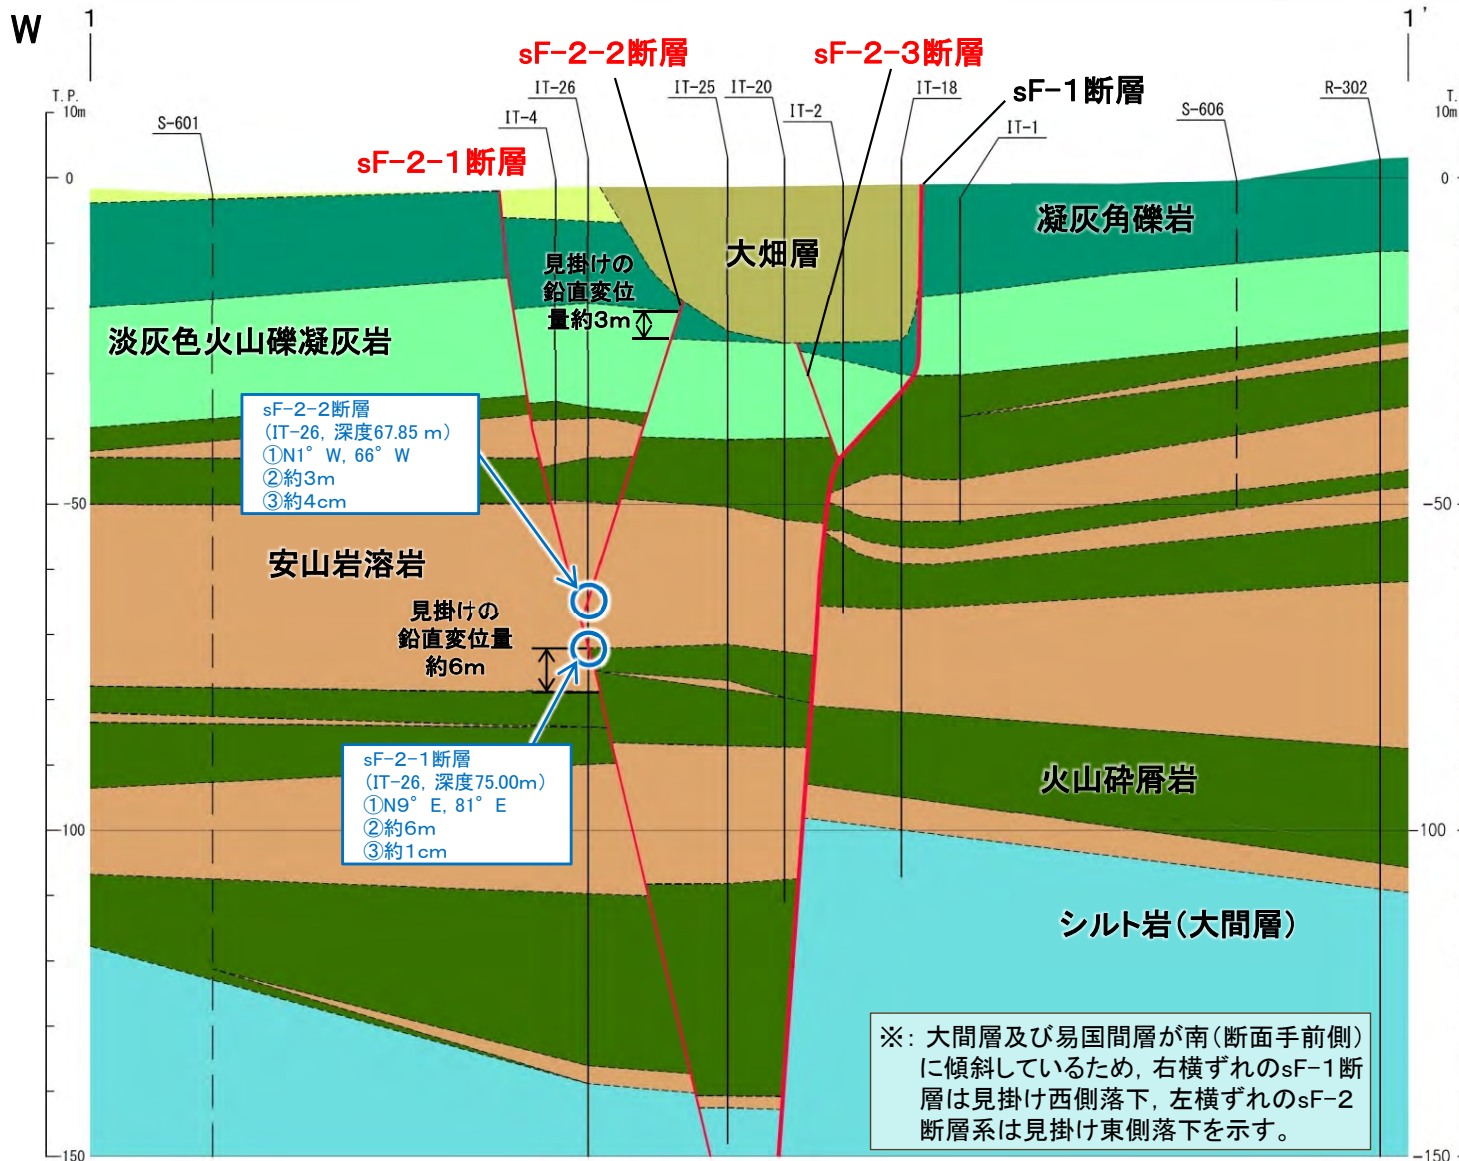 W
1
1'
sF-2-2断層
sF-2-3断層
sF-1断層
T.P.
10m
T.
10m
S-601
IT-4
IT-26
IT-25
IT-20
IT-2
IT-18
IT-1
S-606
R-302
sF-2-1断層
0
0
凝灰角礫岩
大畑層
見掛けの
鉛直変位
量約3m
淡灰色火山礫凝灰岩
sF-2-2断層
(IT-26, 深度67.85 m)
①N1°W, 66°W
②約3m
③約4cm
-50
-50
安山岩溶岩
見掛けの
鉛直変位量
約6m
sF-2-1断層
(IT-26, 深度75.00m)
①N9°E, 81°E
②約6m
③約1cm
火山砕屑岩
-100
-100
シルト岩(大間層)
※: 大間層及び易国間層が南(断面手前側)
に傾斜しているため, 右横ずれのsF-1断
層は見掛け西側落下, 左横ずれのsF-2
断層系は見掛け東側落下を示す。
-150
-150